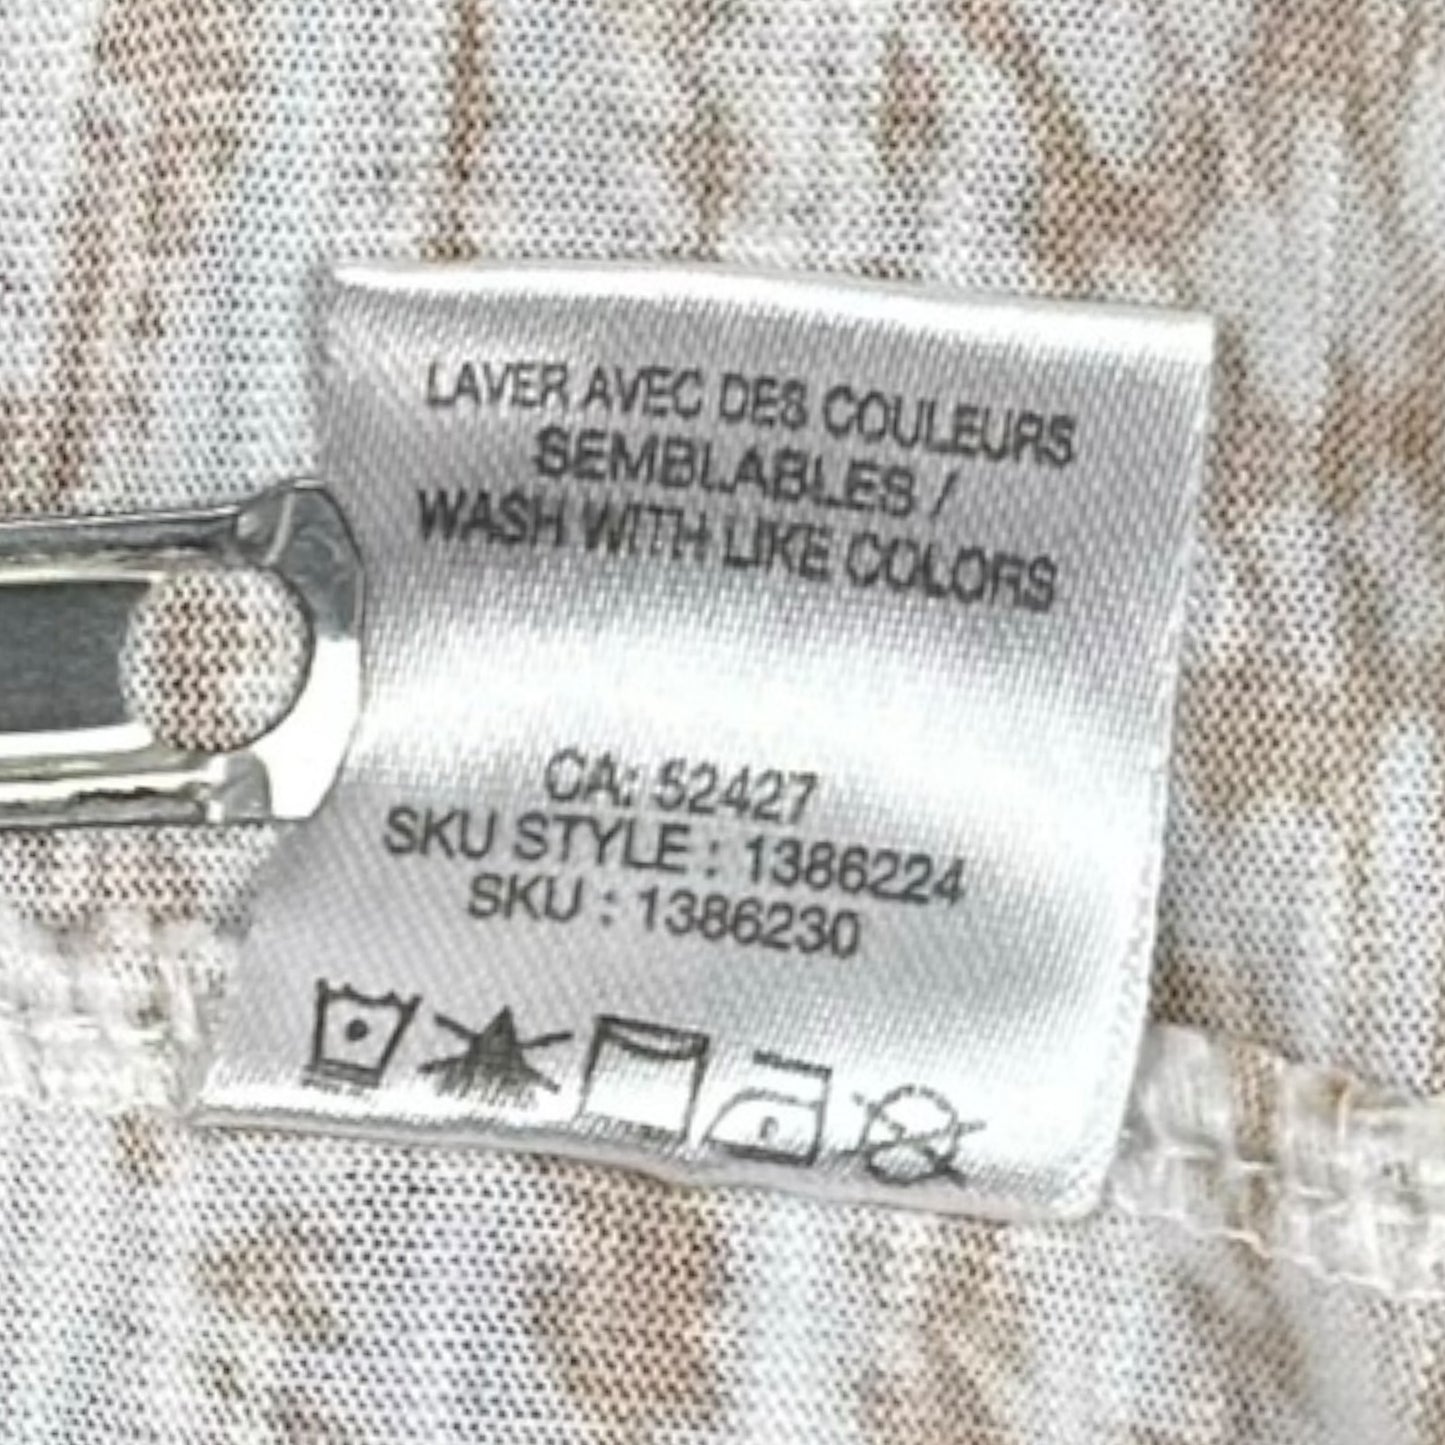 LAVER AVEC DES COULEURS
SEMBLABLES /
WASH WITH LIKE COLORS
CA: 52427
SKU STYLE : 1386224
SKU : 1386230